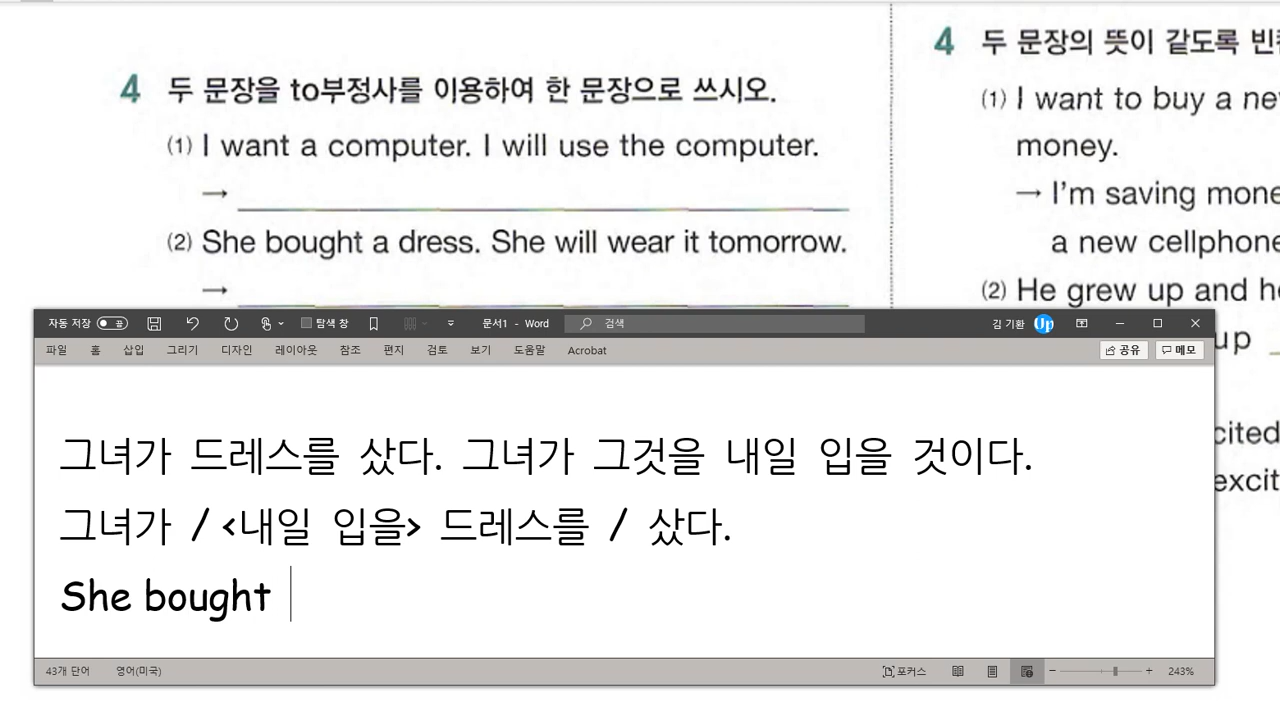 4 두 문장을 to부정사를 이용하여 한 문장으로 쓰시오.
(1) I want a computer. I will use the computer.
→
(2) She bought a dress. She will wear it tomorrow.
→
4 두 문장의 뜻이 같도록
(1) I want to buy a
money.
→ I'm saving
a new cellphone
(2) He grew up and
up
자동 저장 문서1 - Word 검색 김 기환 Up
탐색 창
파일 홈 삽입 그리기 디자인 레이아웃 참조 편지 검토 보기 도움말 Acrobat 공유 메모
그녀가 드레스를 샀다. 그녀가 그것을 내일 입을 것이다.
그녀가 / <내일 입을> 드레스를 / 샀다.
She bought
43개 단어 영어(미국) 포커스 243%